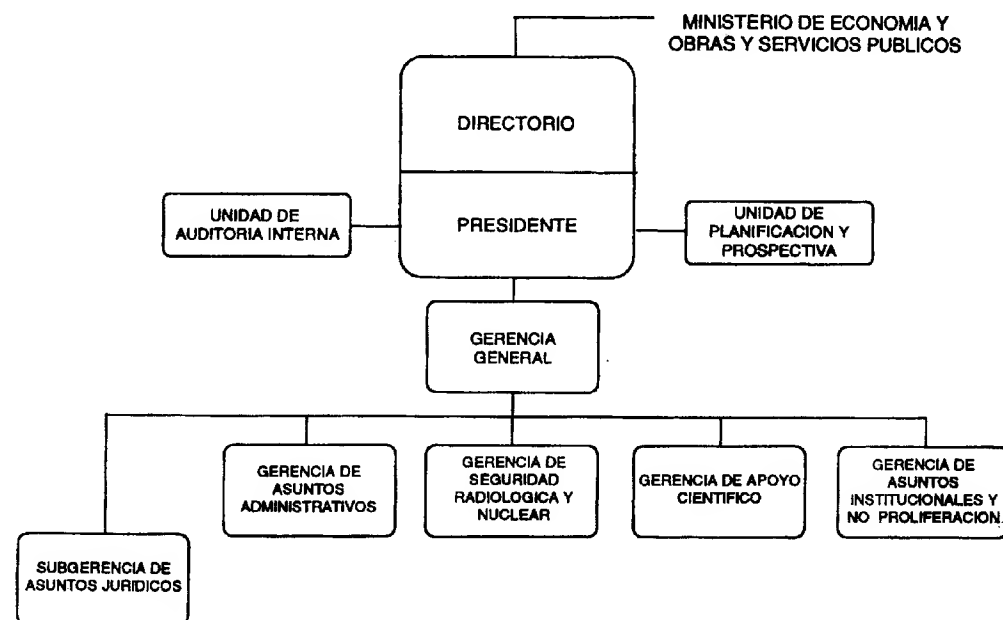 MINISTERIO DE ECONOMIA Y
OBRAS Y SERVICIOS PUBLICOS
DIRECTORIO
UNIDAD DE
AUDITORIA INTERNA
PRESIDENTE
UNIDAD DE
PLANIFICACION Y
PROSPECTIVA
GERENCIA
GENERAL
GERENCIA DE
ASUNTOS
ADMINISTRATIVOS
GERENCIA DE
SEGURIDAD
RADIOLOGICA Y
NUCLEAR
GERENCIA DE APOYO
CIENTIFICO
GERENCIA DE
ASUNTOS
INSTITUCIONALES Y
NO PROLIFERACION.
SUBGERENCIA DE
ASUNTOS JURIDICOS